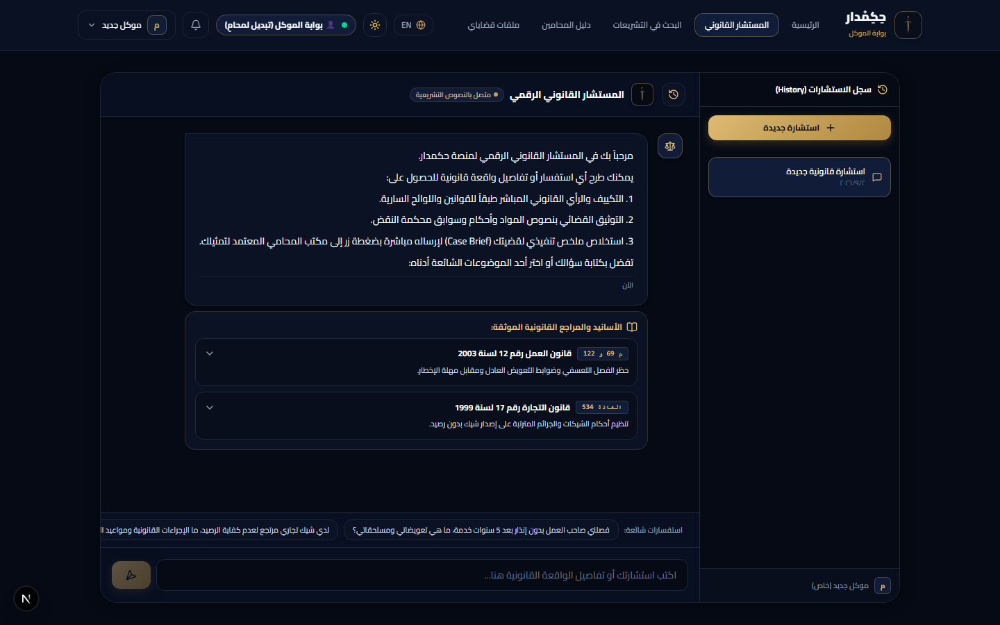 حِكِمْدار
بوابة الموكل
الرئيسية
المستشار القانوني
البحث في التشريعات
دليل المحامين
ملفات قضاياي
EN
بوابة الموكل (تبديل لمحامٍ)
م
موكل جديد
سجل الاستشارات (History)
استشارة جديدة
استشارة قانونية جديدة
٢٠٢٦/٩/٢
موكل جديد (خاص)
م
المستشار القانوني الرقمي
متصل بالنصوص التشريعية
مرحباً بك في المستشار القانوني الرقمي لمنصة حكمدار.
يمكنك طرح أي استفسار أو تفاصيل واقعة قانونية للحصول على:
1. التكييف والرأي القانوني المباشر طبقاً للقوانين واللوائح السارية.
2. التوثيق القضائي بنصوص المواد وأحكام وسوابق محكمة النقض.
3. استخلاص ملخص تنفيذي لقضيتك (Case Brief) لإرساله مباشرة بضغطة زر إلى مكتب المحامي المعتمد لتمثيلك.
تفضل بكتابة سؤالك أو اختر أحد الموضوعات الشائعة أدناه:
الآن
الأسانيد والمراجع القانونية الموثقة:
م 69 و 122
قانون العمل رقم 12 لسنة 2003
حظر الفصل التعسفي وضوابط التعويض العادل ومقابل مهلة الإخطار.
المادة 534
قانون التجارة رقم 17 لسنة 1999
تنظيم أحكام الشيكات والجرائم المترتبة على إصدار شيك بدون رصيد.
استفسارات شائعة:
فصلني صاحب العمل بدون إنذار بعد 5 سنوات خدمة، ما هي تعويضاتي ومستحقاتي؟
لدي شيك تجاري مرتجع لعدم كفاية الرصيد، ما الإجراءات القانونية ومواعيد
اكتب استشارتك أو تفاصيل الواقعة القانونية هنا...
N